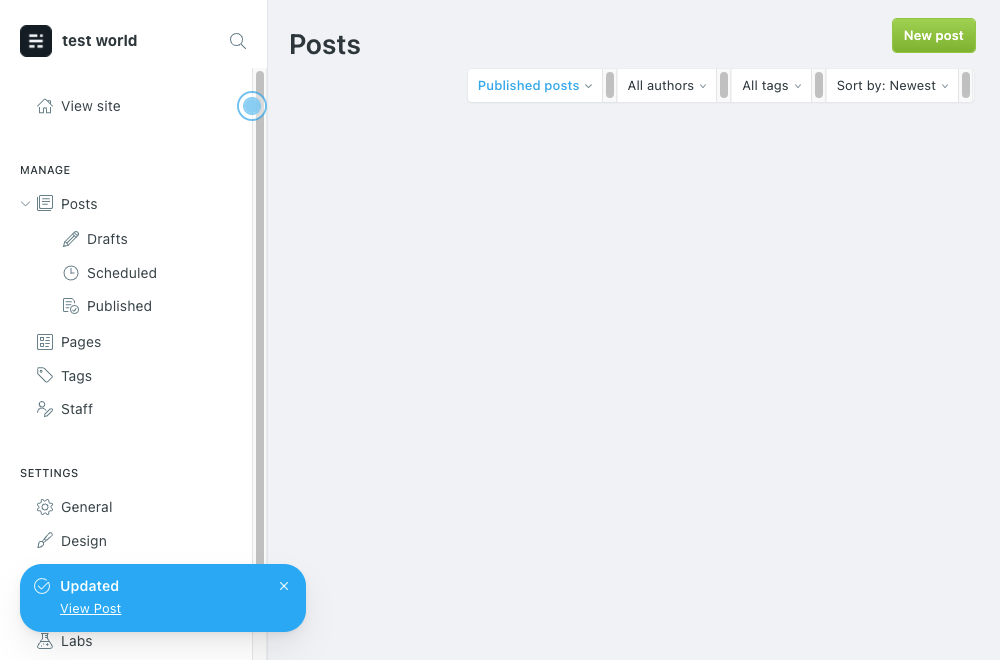 test world
Posts
New post
Published posts
All authors
All tags
Sort by: Newest
View site
MANAGE
Posts
Drafts
Scheduled
Published
Pages
Tags
Staff
SETTINGS
General
Design
Updated
View Post
Labs